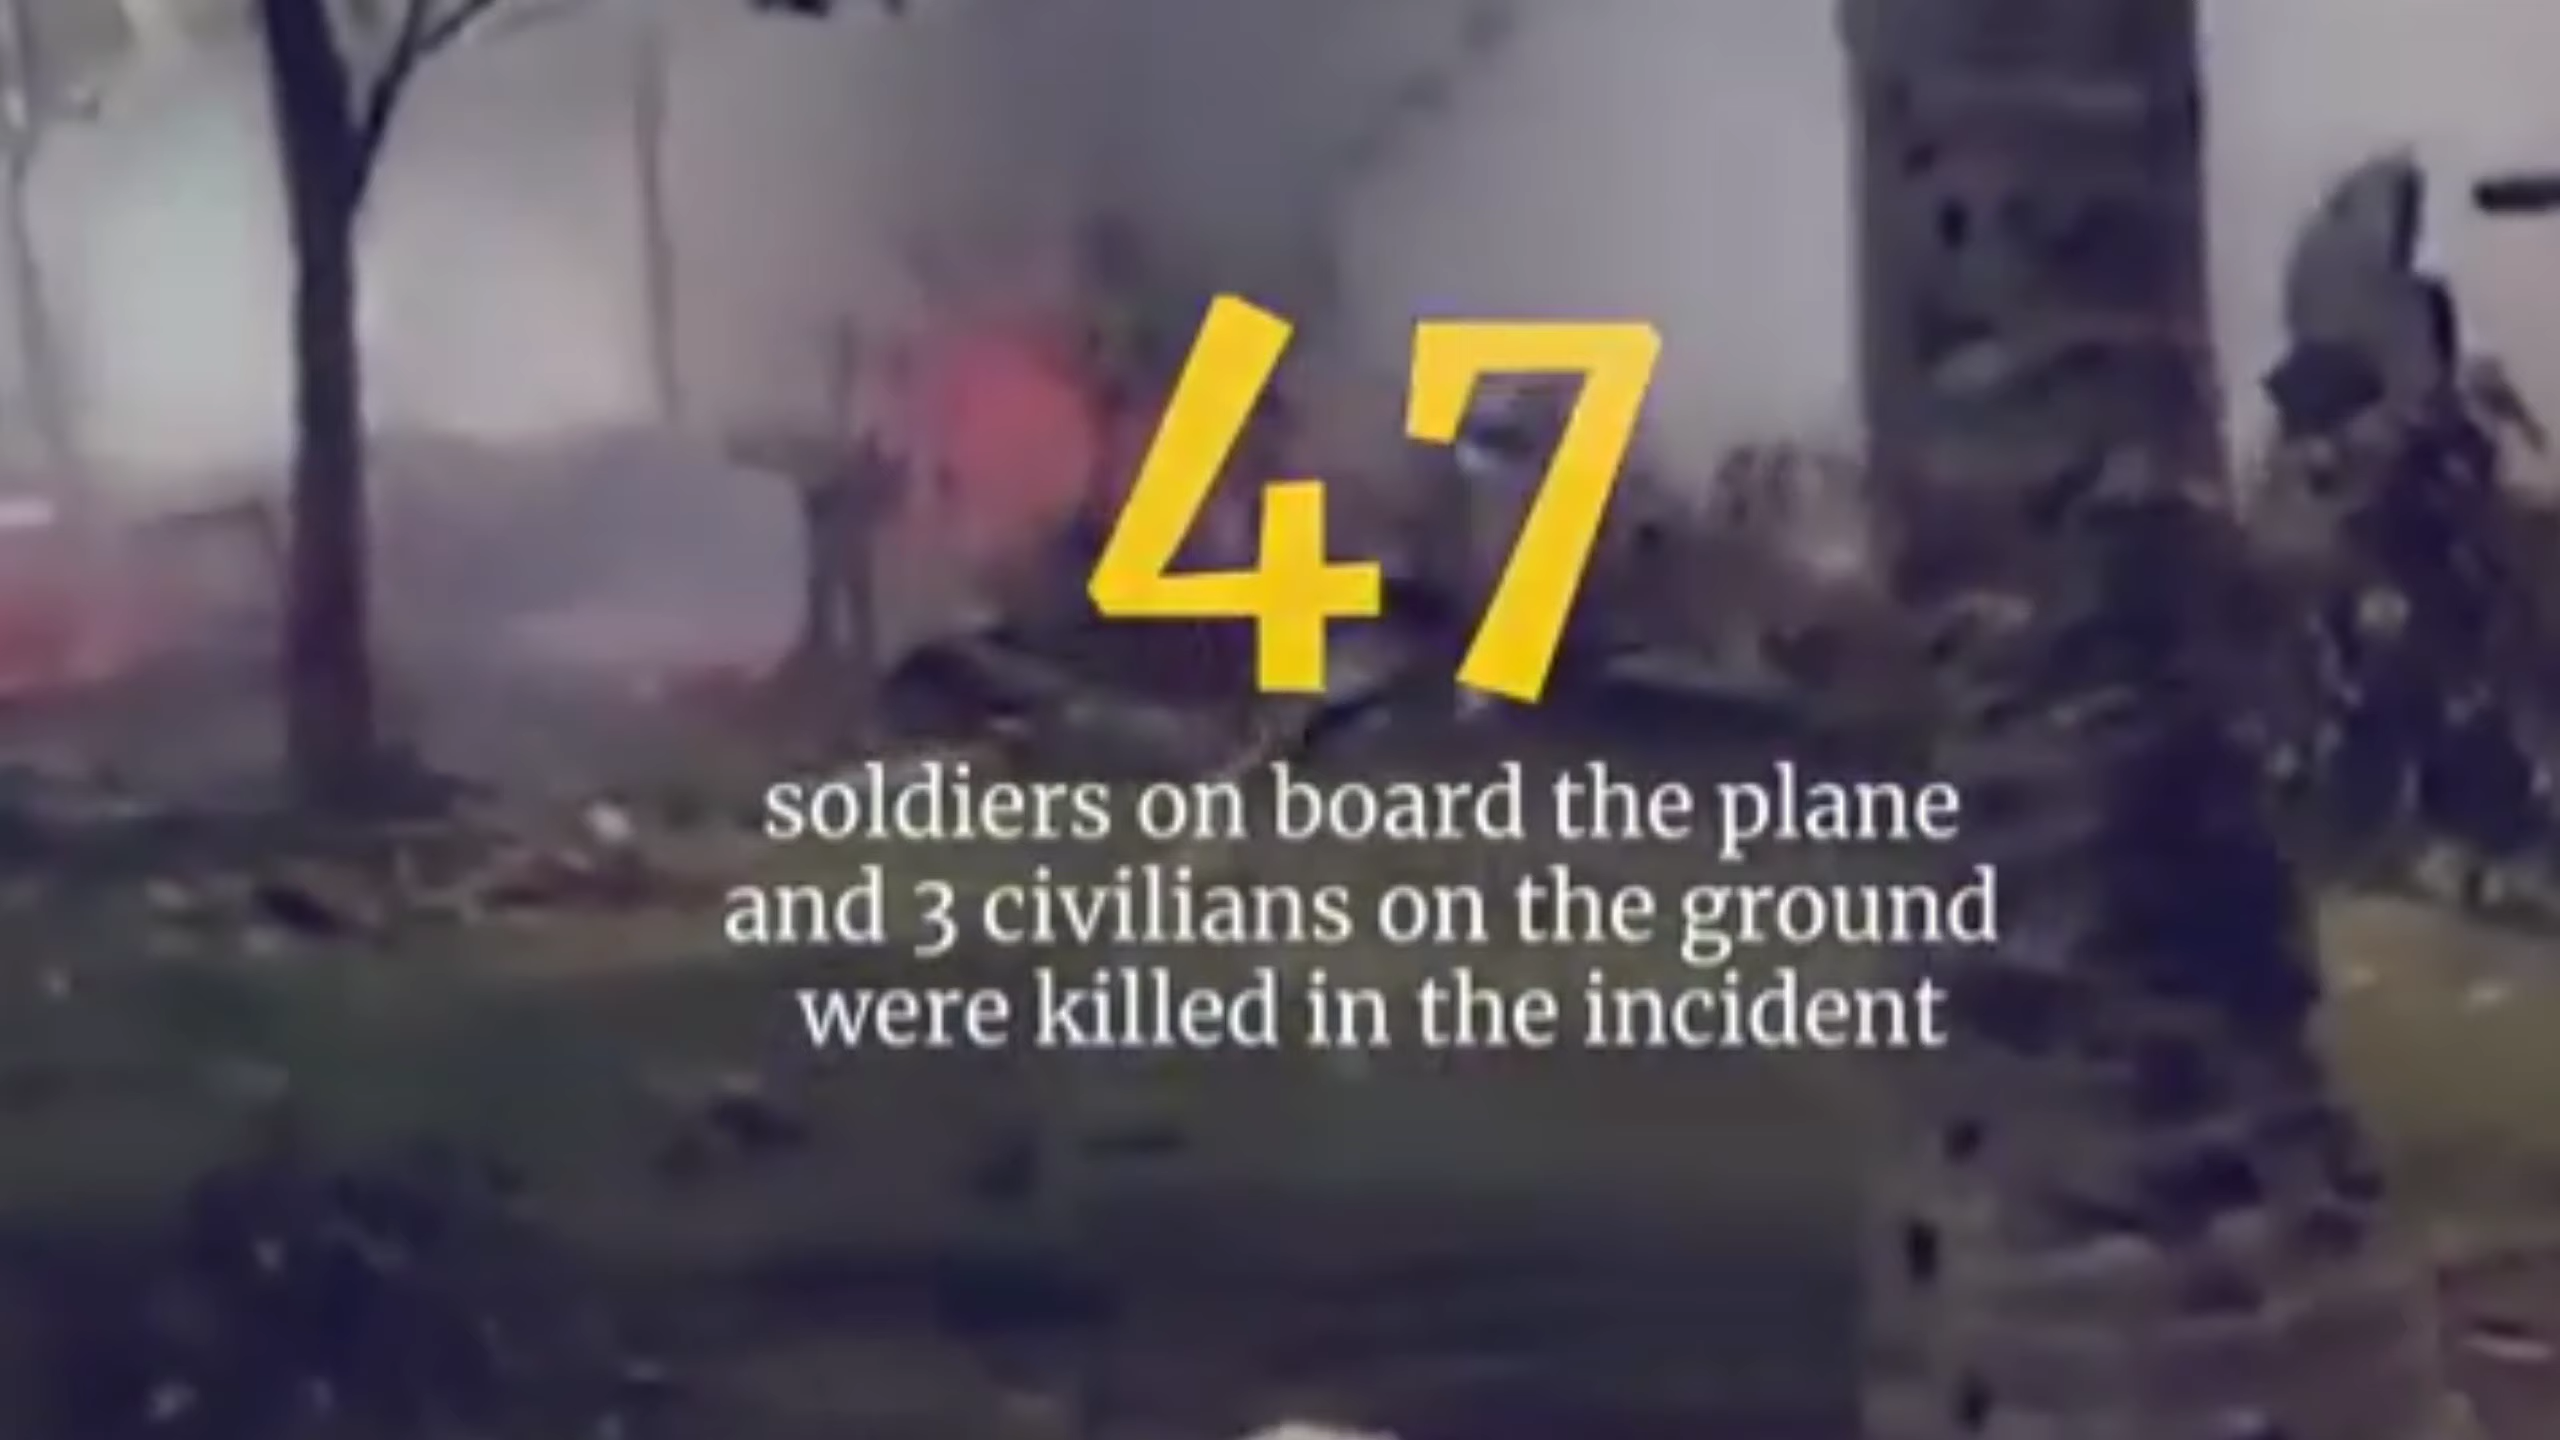 47
soldiers on board the plane
and 3 civilians on the ground
were killed in the incident